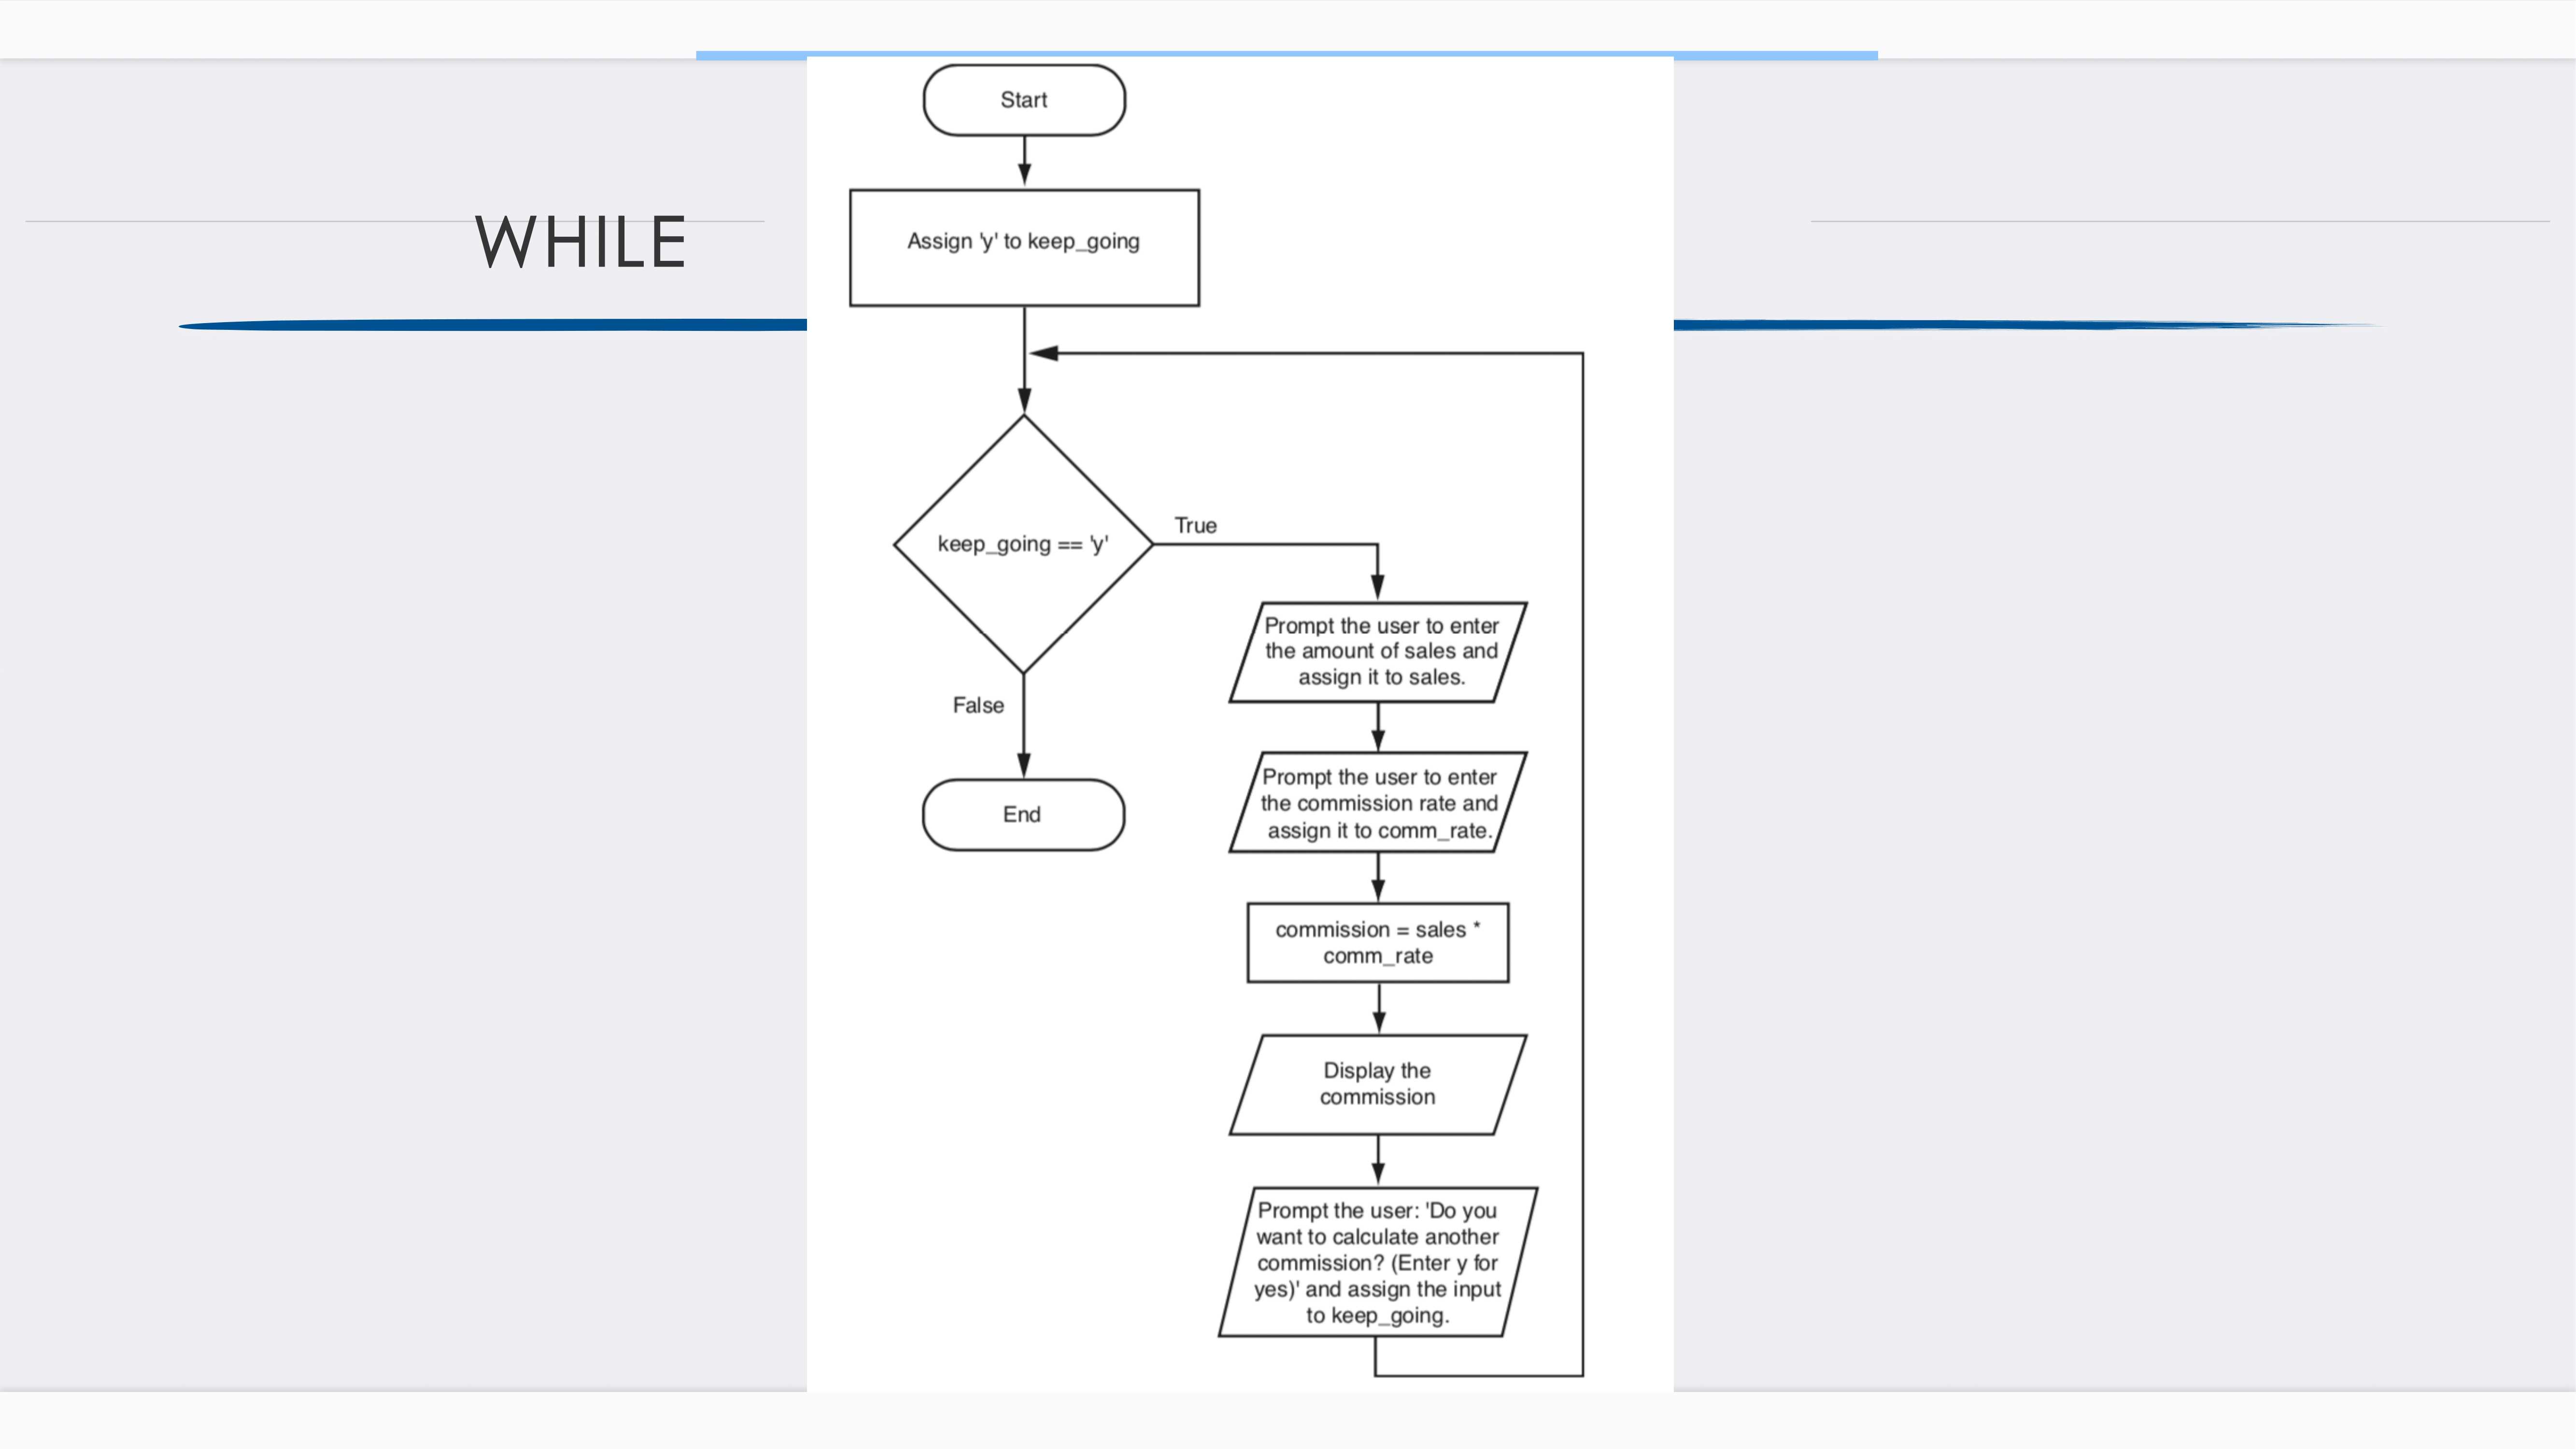 WHILE
Start
Assign 'y' to keep_going
keep_going == 'y'
True
False
End
Prompt the user to enter
the amount of sales and
assign it to sales.
Prompt the user to enter
the commission rate and
assign it to comm_rate.
commission = sales *
comm_rate
Display the
commission
Prompt the user: 'Do you
want to calculate another
commission? (Enter y for
yes)' and assign the input
to keep_going.